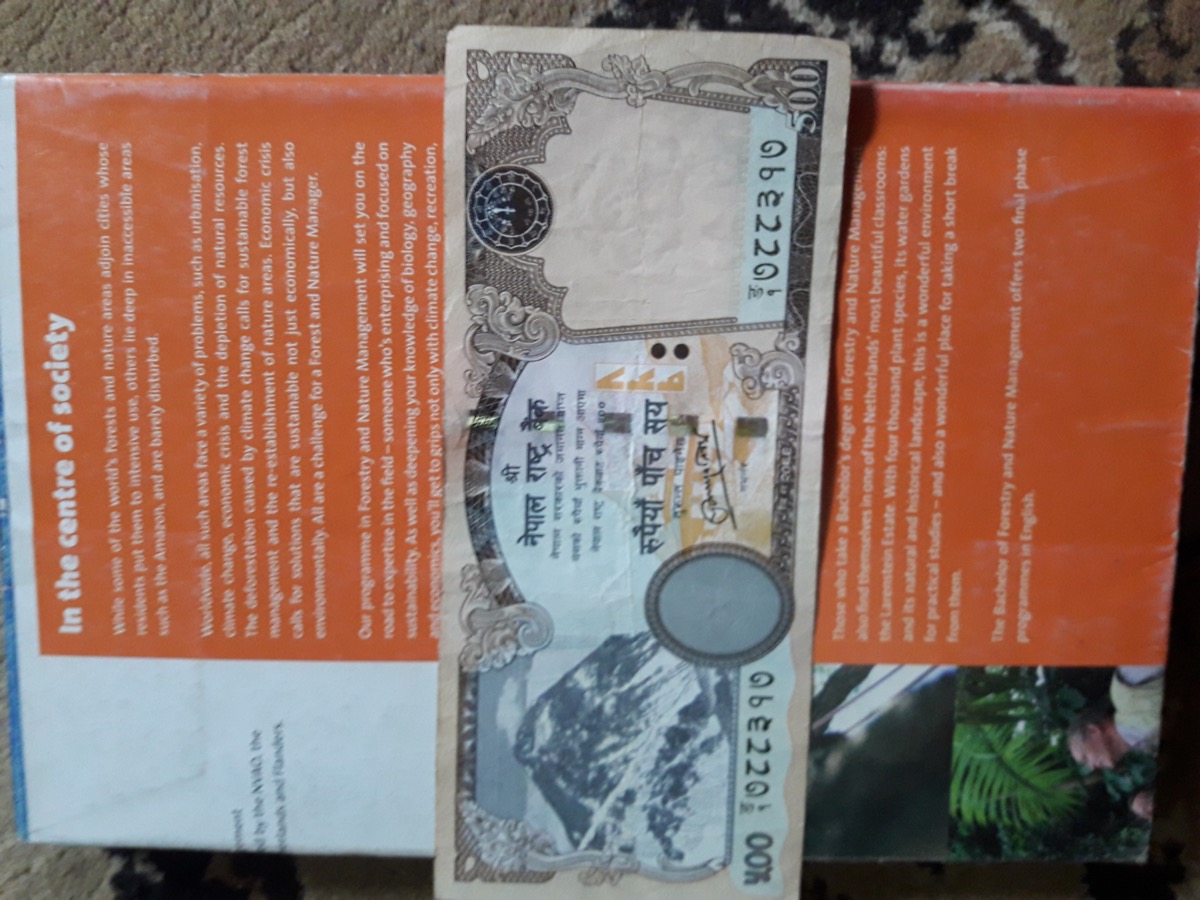 In the centre of society
While some of the world's forests and nature areas adjoin cities whose
residents put them to intensive use, others lie deep in inaccessible areas
such as the Amazon, and are barely disturbed.
Worldwide, all such areas face a variety of problems, such as urbanisation,
climate change, economic crisis and the depletion of natural resources.
The deforestation caused by climate change calls for sustainable forest
management and the re-establishment of nature areas. Economic crisis
calls for solutions that are sustainable not just economically, but also
environmentally. All are a challenge for a Forest and Nature Manager.
Our programme in Forestry and Nature Management will set you on the
road to expertise in the field – someone who's enterprising and focused on
sustainability. As well as deepening your knowledge of biology, geography
and economics, you'll get to grips not only with climate change, recreation,
ement
ed by the NVAO, the
erlands and Flanders.
श्री
नेपाल राष्ट्र बैंक
नेपाल सरकारको जमानत प्राप्त
यसको रुपैयाँ भुक्तानी माग्न आएमा
नेपाल राष्ट्र बैंकबाट रुपैयाँ ५००
रुपैयाँ पाँच सय
तुरुन्त पाइनेछ
गभर्नर
५00 ७८८३१७
७८८३१७
500
Those who take a Bachelor's degree in Forestry and Nature Management
also find themselves in one of the Netherlands' most beautiful classrooms:
the Larenstein Estate. With four thousand plant species, its water gardens
and its natural and historical landscape, this is a wonderful environment
for practical studies – and also a wonderful place for taking a short break
from them.
The Bachelor of Forestry and Nature Management offers two final phase
programmes in English.